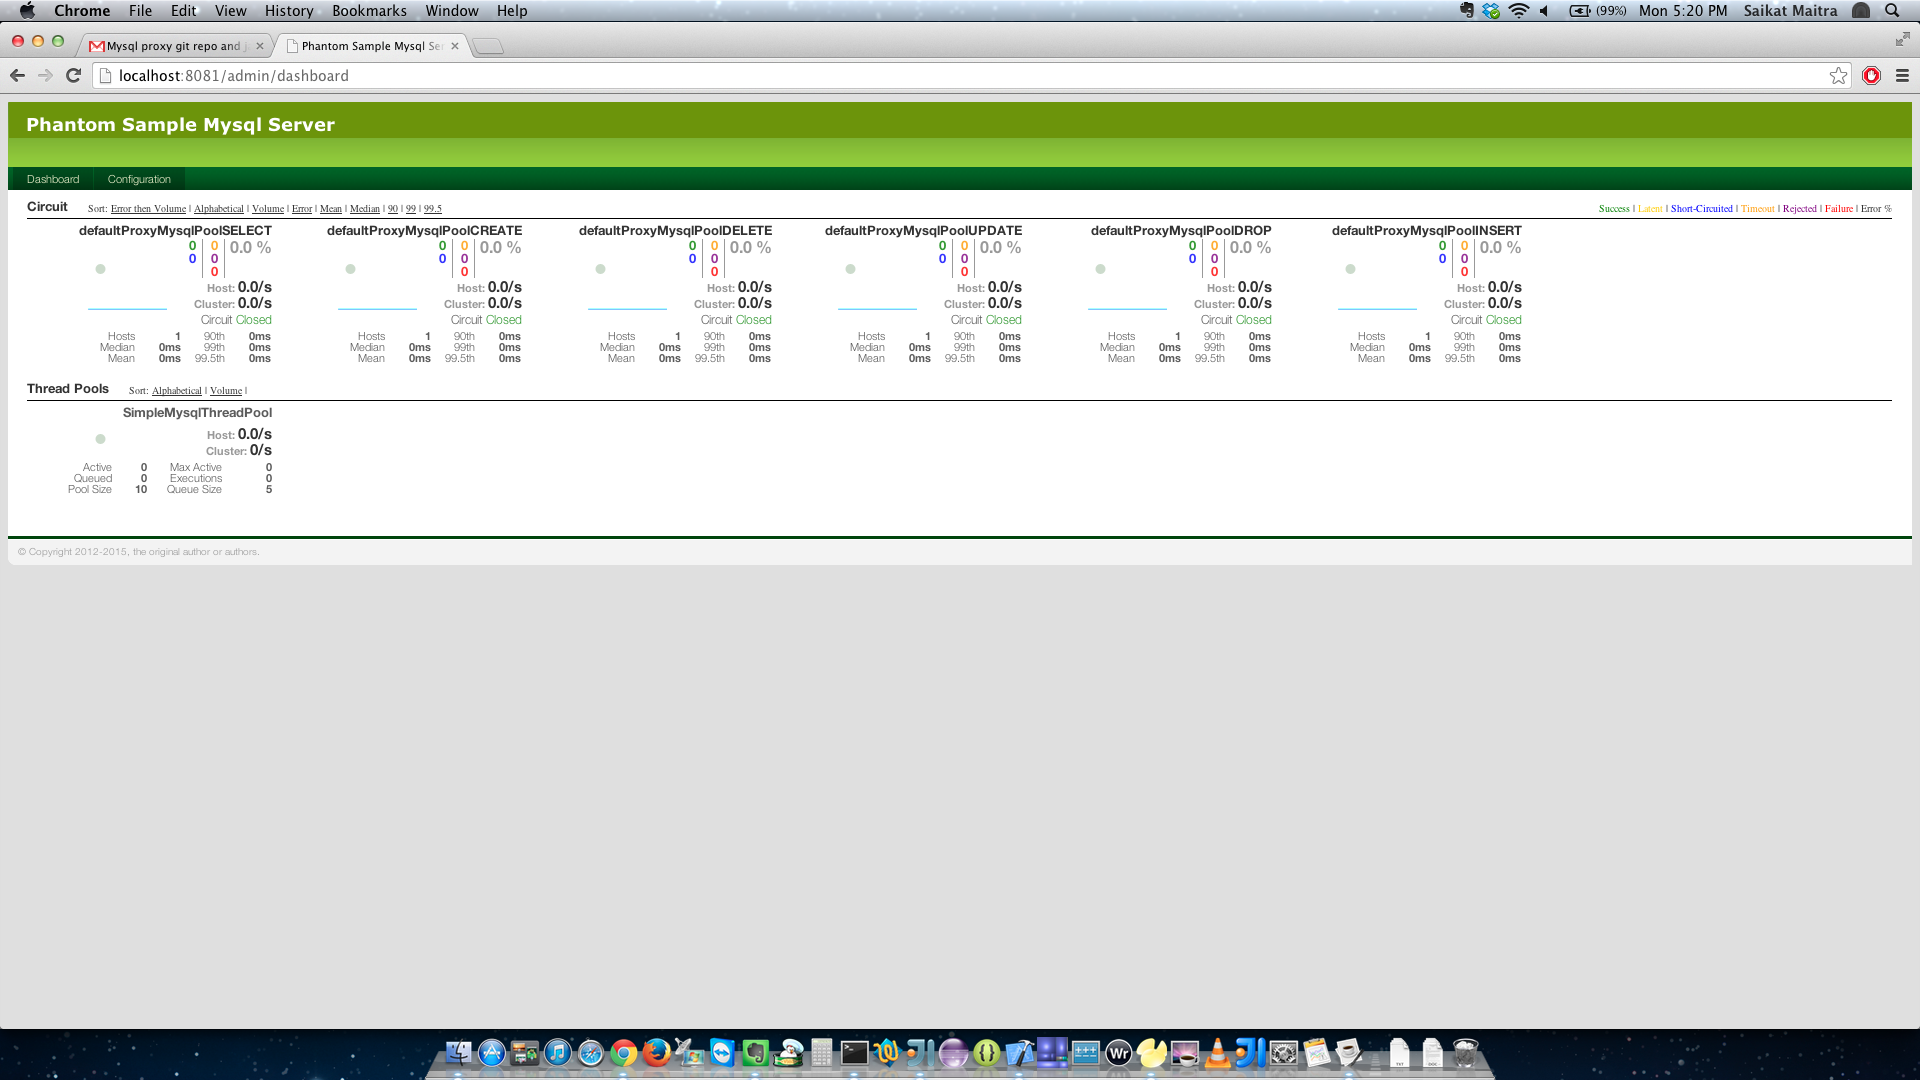 Chrome File Edit View History Bookmarks Window Help (99%) Mon 5:20 PM Saikat Maitra
Mysql proxy git repo and Phantom Sample Mysql Ser
localhost:8081/admin/dashboard
Phantom Sample Mysql Server
Dashboard Configuration
Circuit Sort: Error then Volume | Alphabetical | Volume | Error | Mean | Median | 90 | 99 | 99.5 Success | Latent | Short-Circuited | Timeout | Rejected | Failure | Error %
defaultProxyMysqlPoolSELECT defaultProxyMysqlPoolCREATE defaultProxyMysqlPoolDELETE defaultProxyMysqlPoolUPDATE defaultProxyMysqlPoolDROP defaultProxyMysqlPoolINSERT
0 0 0.0 % 0 0 0.0 % 0 0 0.0 % 0 0 0.0 % 0 0 0.0 % 0 0 0.0 %
0 0 0 0 0 0 0 0 0 0 0 0
0 0 0 0 0 0
Host: 0.0/s Host: 0.0/s Host: 0.0/s Host: 0.0/s Host: 0.0/s Host: 0.0/s
Cluster: 0.0/s Cluster: 0.0/s Cluster: 0.0/s Cluster: 0.0/s Cluster: 0.0/s Cluster: 0.0/s
Circuit Closed Circuit Closed Circuit Closed Circuit Closed Circuit Closed Circuit Closed
Hosts 1 90th 0ms Hosts 1 90th 0ms Hosts 1 90th 0ms Hosts 1 90th 0ms Hosts 1 90th 0ms Hosts 1 90th 0ms
Median 0ms 99th 0ms Median 0ms 99th 0ms Median 0ms 99th 0ms Median 0ms 99th 0ms Median 0ms 99th 0ms Median 0ms 99th 0ms
Mean 0ms 99.5th 0ms Mean 0ms 99.5th 0ms Mean 0ms 99.5th 0ms Mean 0ms 99.5th 0ms Mean 0ms 99.5th 0ms Mean 0ms 99.5th 0ms
Thread Pools Sort: Alphabetical | Volume |
SimpleMysqlThreadPool
Host: 0.0/s
Cluster: 0/s
Active 0 Max Active 0
Queued 0 Executions 0
Pool Size 10 Queue Size 5
© Copyright 2012-2015, the original author or authors.
Wr